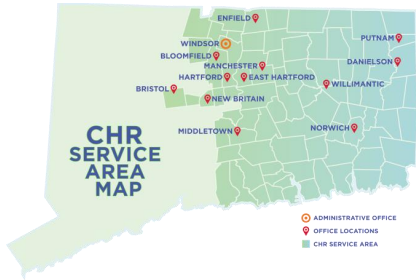 ENFIELD
PUTNAM
WINDSOR
BLOOMFIELD
DANIELSON
MANCHESTER
HARTFORD
EAST HARTFORD
WILLIMANTIC
BRISTOL
NEW BRITAIN
MIDDLETOWN
NORWICH
CHR
SERVICE
AREA
MAP
ADMINISTRATIVE OFFICE
OFFICE LOCATIONS
CHR SERVICE AREA